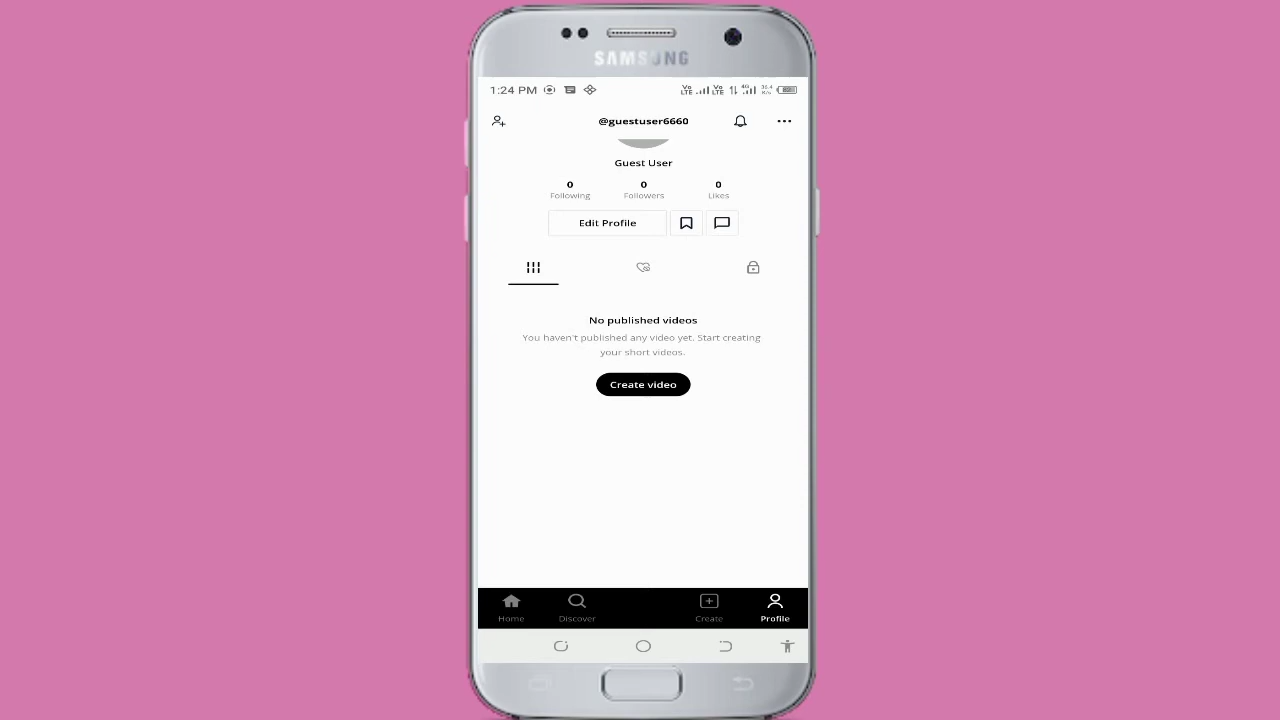 SAMSUNG
1:24 PM
@guestuser6660
Guest User
0 0 0
Following Followers Likes
Edit Profile
No published videos
You haven't published any video yet. Start creating
your short videos.
Create video
Home Discover Create Profile